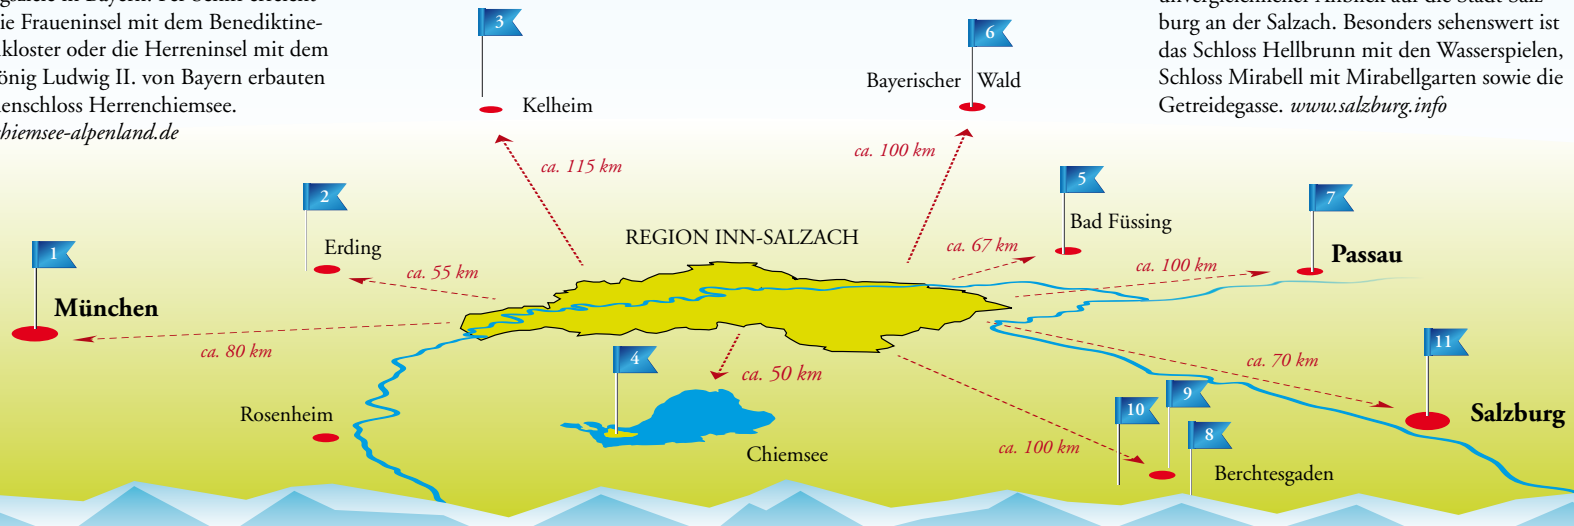 ie Fraueninsel mit dem Benediktine-
kloster oder die Herreninsel mit dem
önig Ludwig II. von Bayern erbauten
enschloss Herrenchiemsee.
hiemsee-alpenland.de
burg an der Salzach. Besonders sehenswert ist
das Schloss Hellbrunn mit den Wasserspielen,
Schloss Mirabell mit Mirabellgarten sowie die
Getreidegasse. www.salzburg.info
3
Kelheim
6
Bayerischer Wald
ca. 115 km
ca. 100 km
2
Erding
5
Bad Füssing
7
Passau
REGION INN-SALZACH
1
München
ca. 55 km
ca. 67 km
ca. 100 km
ca. 80 km
4
ca. 50 km
ca. 70 km
11
Salzburg
Rosenheim
Chiemsee
ca. 100 km
10
9
8
Berchtesgaden